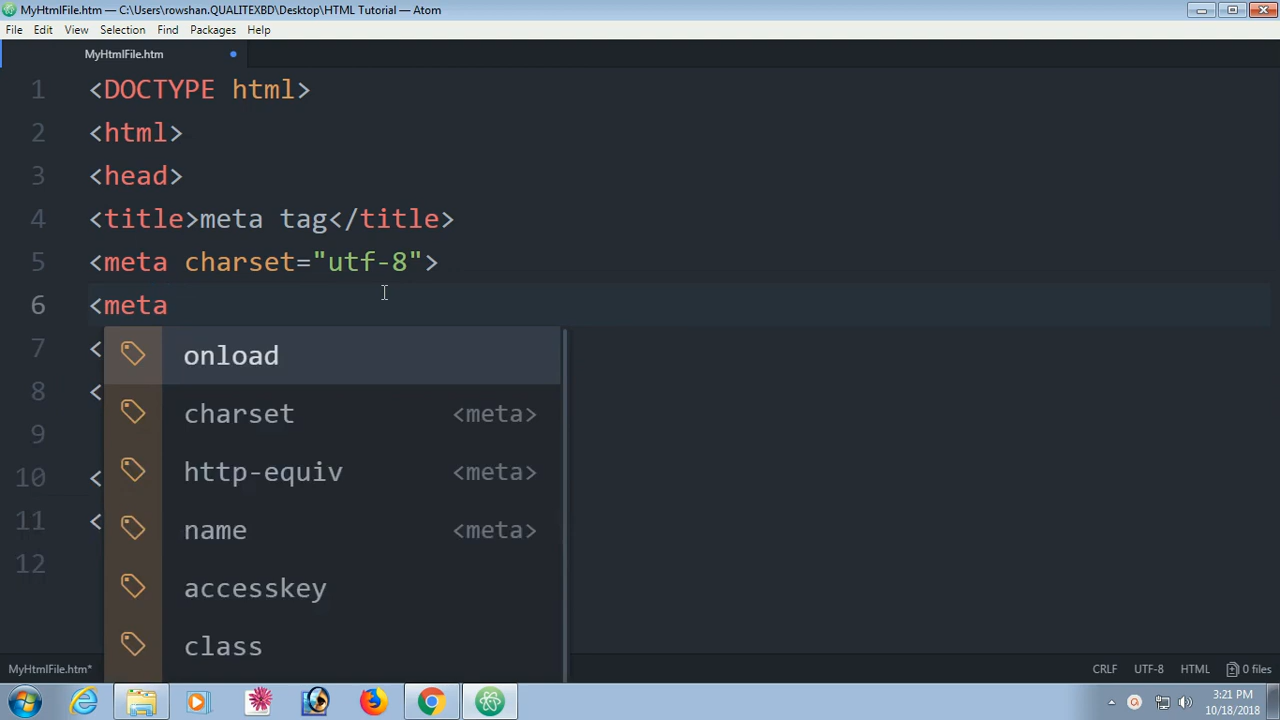 MyHtmlFile.htm — C:\Users\rowshan.QUALITEXBD\Desktop\HTML Tutorial — Atom
File Edit View Selection Find Packages Help
MyHtmlFile.htm
1 <DOCTYPE html>
2 <html>
3 <head>
4 <title>meta tag</title>
5 <meta charset="utf-8">
6 <meta
7 <
onload
8 <
charset <meta>
9
10 <
http-equiv <meta>
11 <
name <meta>
12
accesskey
class
MyHtmlFile.htm* CRLF UTF-8 HTML 0 files
3:21 PM
10/18/2018